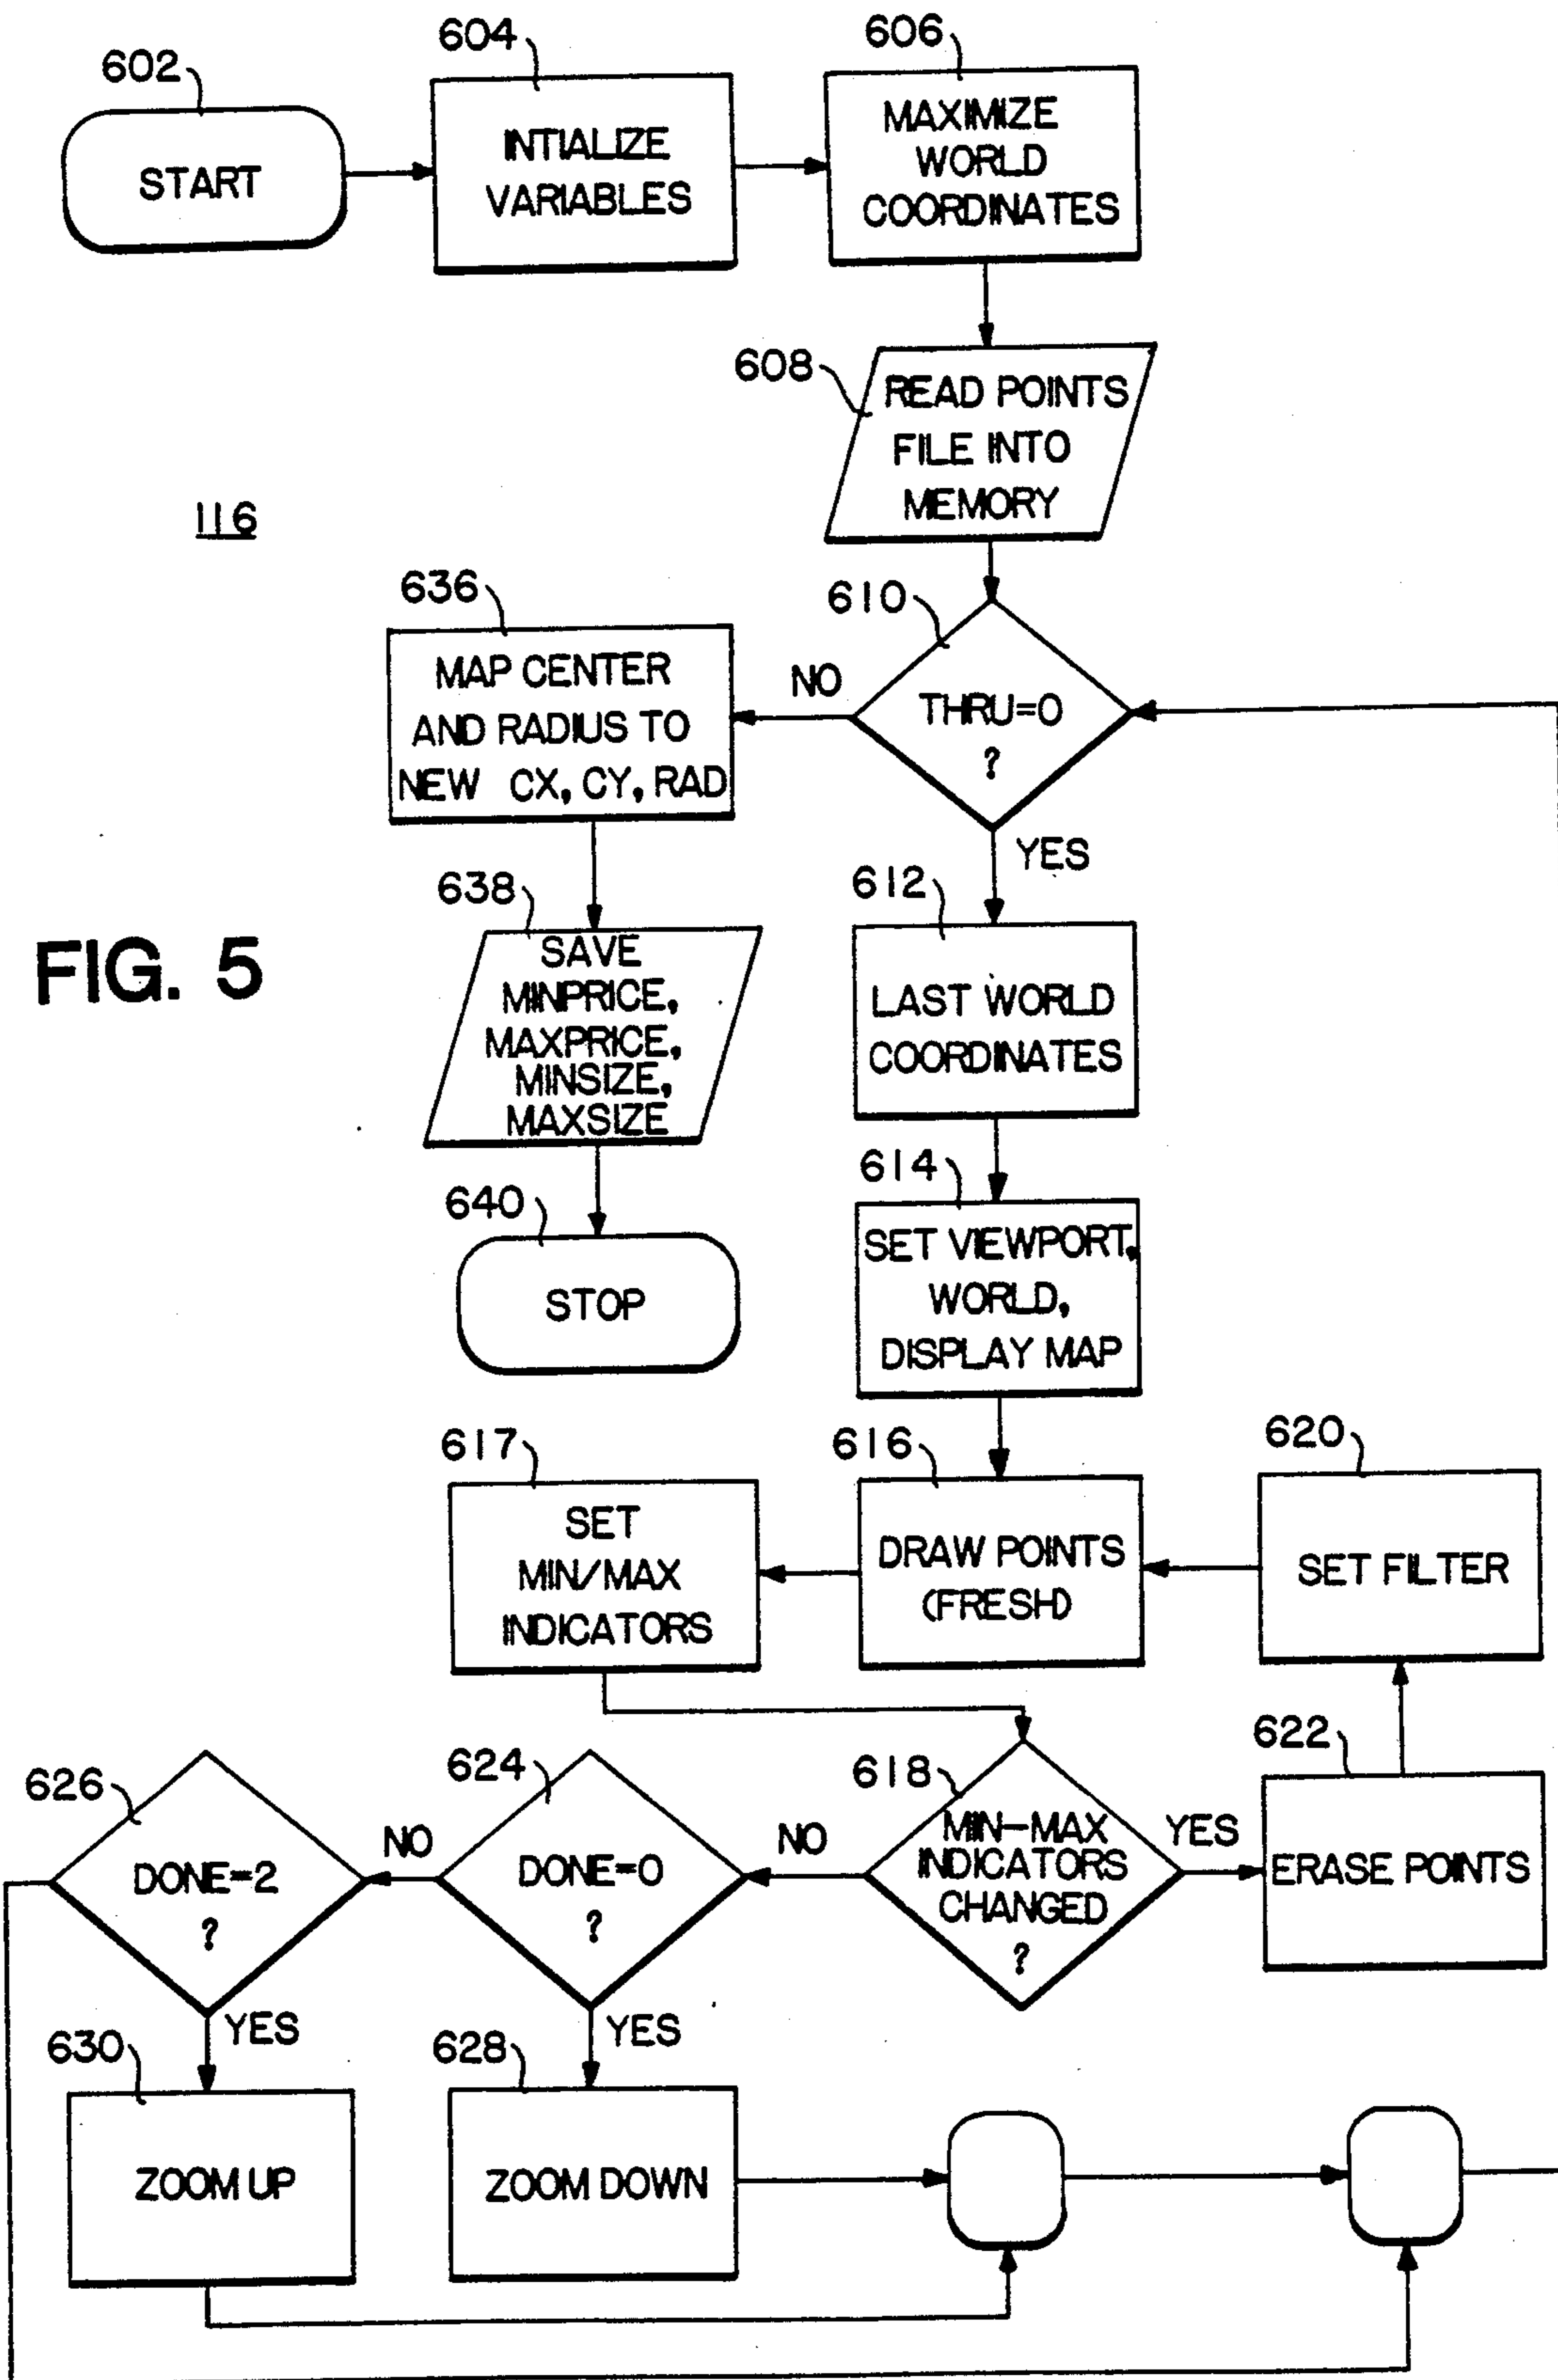 602
START
604
INTIALIZE
VARIABLES
606
MAXIMIZE
WORLD
COORDINATES
608
READ POINTS
FILE INTO
MEMORY
116
610
THRU=0
?
NO
YES
636
MAP CENTER
AND RADIUS TO
NEW CX, CY, RAD
638
SAVE
MINPRICE,
MAXPRICE,
MINSIZE,
MAXSIZE
640
STOP
FIG. 5
612
LAST WORLD
COORDINATES
614
SET VIEWPORT,
WORLD,
DISPLAY MAP
616
DRAW POINTS
(FRESH)
617
SET
MIN/MAX
INDICATORS
620
SET FILTER
622
ERASE POINTS
618
MIN-MAX
INDICATORS
CHANGED
?
YES
NO
624
DONE=0
?
NO
YES
626
DONE=2
?
YES
630
ZOOM UP
628
ZOOM DOWN